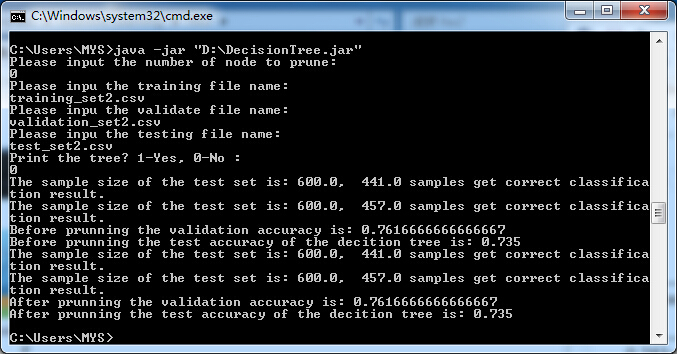 C:\Windows\system32\cmd.exe
C:\Users\MYS>java -jar "D:\DecisionTree.jar"
Please input the number of node to prune:
0
Please inpu the training file name:
training_set2.csv
Please inpu the validate file name:
validation_set2.csv
Please inpu the testing file name:
test_set2.csv
Print the tree? 1-Yes, 0-No :
0
The sample size of the test set is: 600.0,  441.0 samples get correct classifica
tion result.
The sample size of the test set is: 600.0,  457.0 samples get correct classifica
tion result.
Before prunning the validation accuracy is: 0.7616666666666667
Before prunning the test accuracy of the decition tree is: 0.735
The sample size of the test set is: 600.0,  441.0 samples get correct classifica
tion result.
The sample size of the test set is: 600.0,  457.0 samples get correct classifica
tion result.
After prunning the validation accuracy is: 0.7616666666666667
After prunning the test accuracy of the decition tree is: 0.735
C:\Users\MYS>